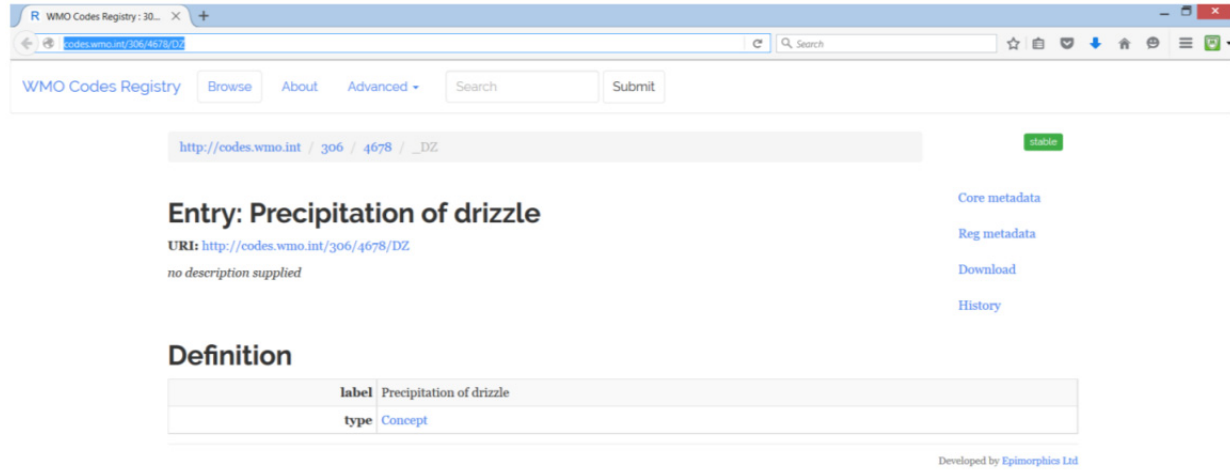 R WMO Codes Registry : 30...
codes.wmo.int/306/4678/DZ
Search
WMO Codes Registry Browse About Advanced Search Submit
http://codes.wmo.int / 306 / 4678 / _DZ
stable
Entry: Precipitation of drizzle
URI: http://codes.wmo.int/306/4678/DZ
no description supplied
Core metadata
Reg metadata
Download
History
Definition
label Precipitation of drizzle
type Concept
Developed by Epimorphics Ltd